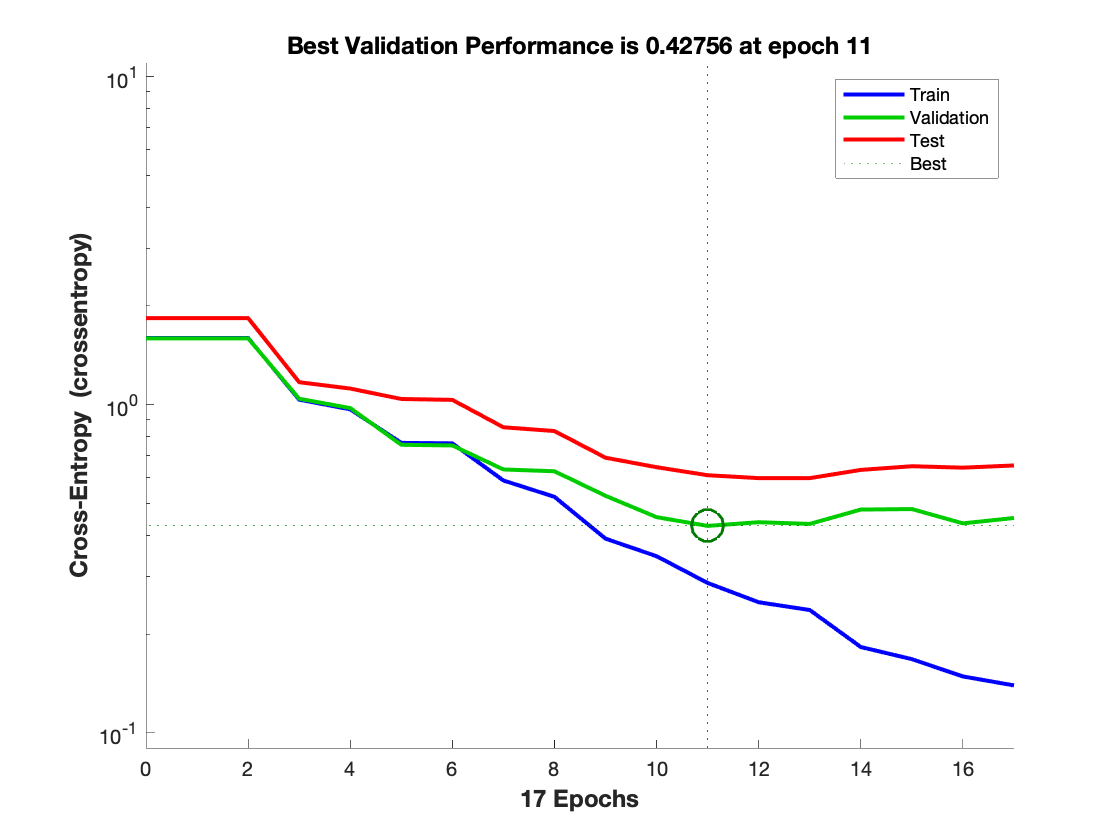 Best Validation Performance is 0.42756 at epoch 11
Train
Validation
Test
Best
Cross-Entropy (crossentropy)
10^1
10^0
10^-1
0 2 4 6 8 10 12 14 16
17 Epochs